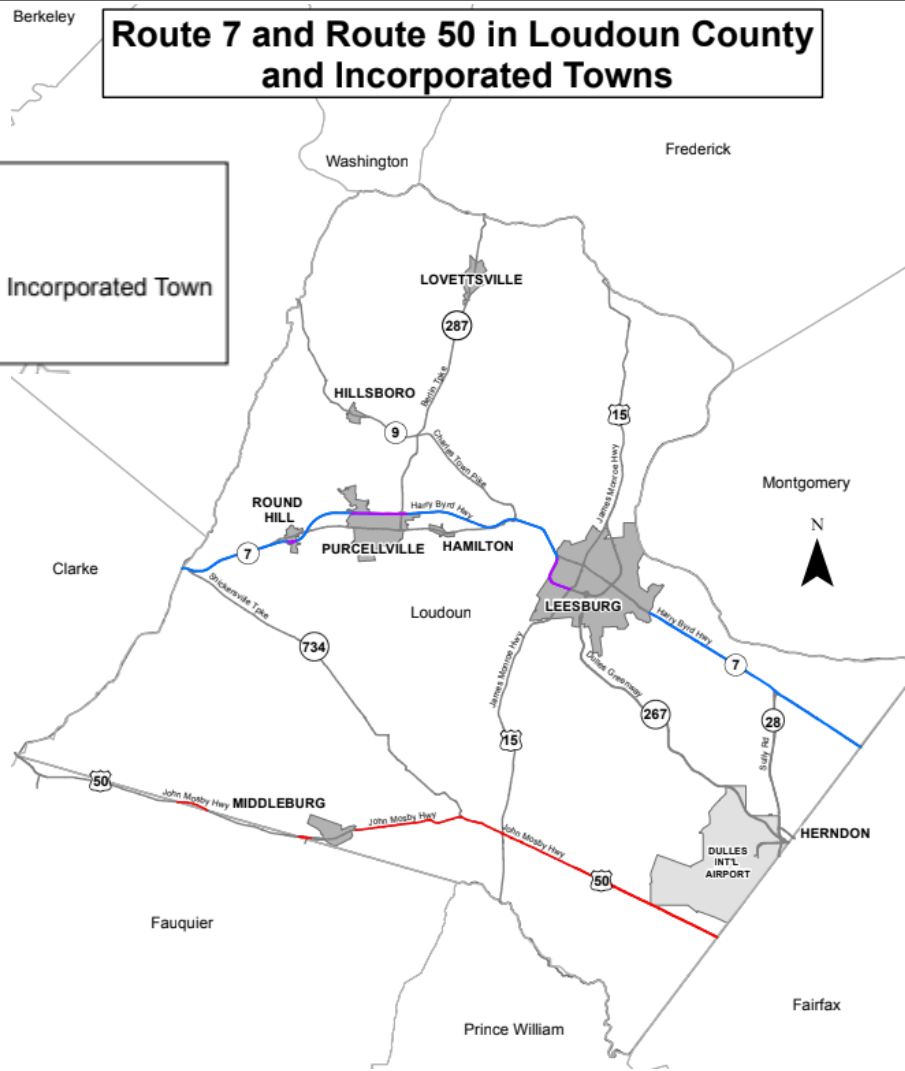 Berkeley
Route 7 and Route 50 in Loudoun County
and Incorporated Towns
Washington
Frederick
Incorporated Town
LOVETTSVILLE
287
Berlin Tpke
HILLSBORO
9
15
Charles Town Pike
James Monroe Hwy
Montgomery
ROUND
HILL
Harry Byrd Hwy
N
PURCELLVILLE
HAMILTON
7
Clarke
Snickersville Tpke
Loudoun
LEESBURG
Harry Byrd Hwy
734
James Monroe Hwy
Dulles Greenway
7
267
28
15
Sully Rd
50
John Mosby Hwy
MIDDLEBURG
John Mosby Hwy
John Mosby Hwy
HERNDON
DULLES
INT'L
AIRPORT
50
Fauquier
Fairfax
Prince William